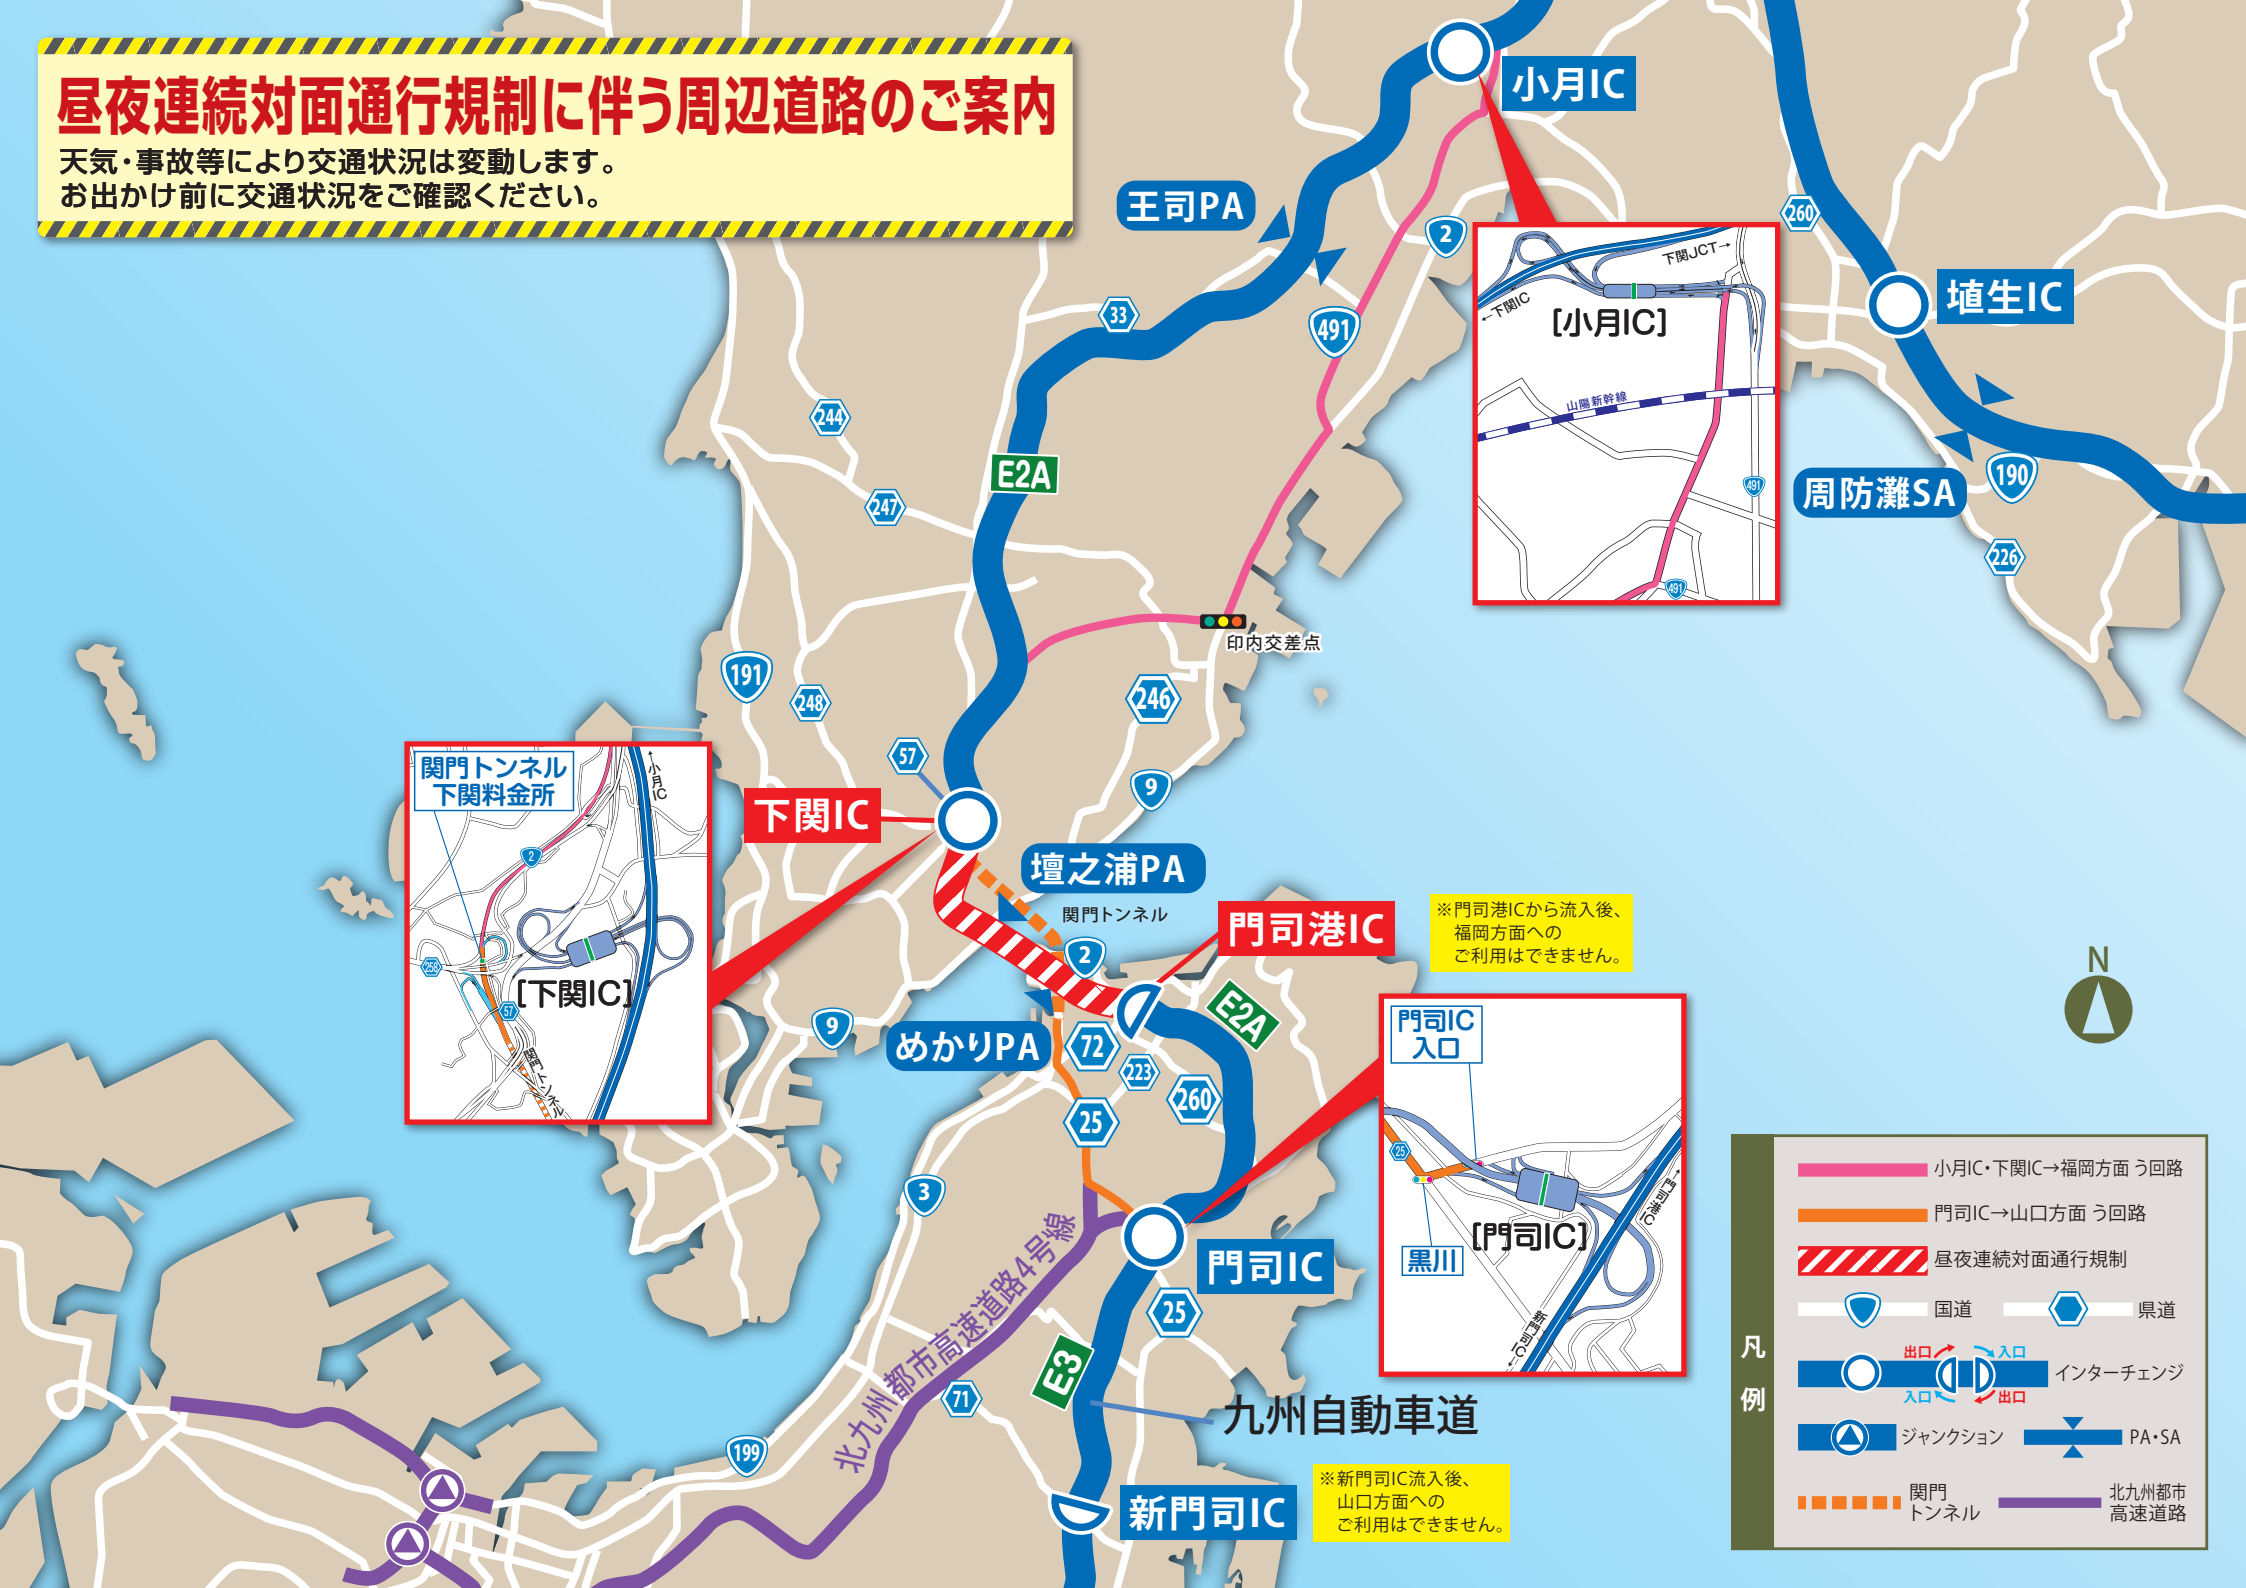 昼夜連続対面通行規制に伴う周辺道路のご案内
天気・事故等により交通状況は変動します。
お出かけ前に交通状況をご確認ください。
小月IC
王司PA
2
260
下関JCT→
←下関IC
[小月IC]
山陽新幹線
491
491
埴生IC
33
491
244
E2A
247
周防灘SA
190
226
印内交差点
191
248
246
57
9
関門トンネル
下関料金所
←小月IC
2
258
57
[下関IC]
関門トンネル
下関IC
壇之浦PA
関門トンネル
2
門司港IC
※門司港ICから流入後、
福岡方面への
ご利用はできません。
N
9
めかりPA
72
223
E2A
260
25
門司IC
入口
25
[門司IC]
黒川
→門司港IC
新門司IC→
3
門司IC
25
北九州都市高速道路4号線
E3
71
九州自動車道
199
新門司IC
※新門司IC流入後、
山口方面への
ご利用はできません。
凡例
小月IC・下関IC→福岡方面 う回路
門司IC→山口方面 う回路
昼夜連続対面通行規制
国道
県道
出口
入口
入口
出口
インターチェンジ
ジャンクション
PA・SA
関門
トンネル
北九州都市
高速道路